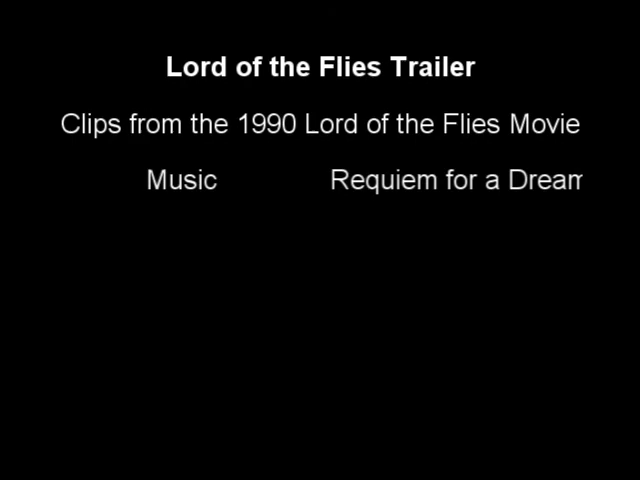 Lord of the Flies Trailer
Clips from the 1990 Lord of the Flies Movie
Music Requiem for a Dream